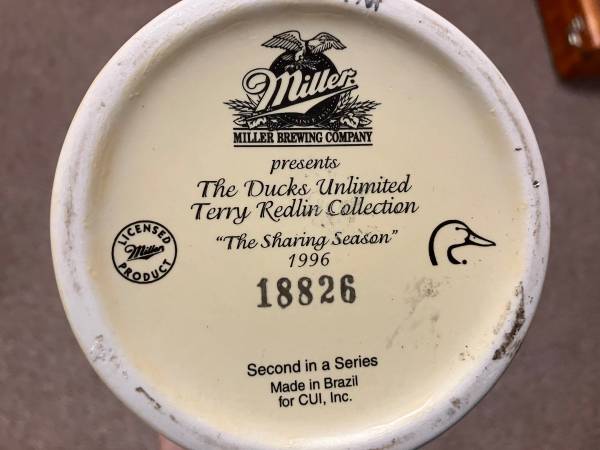 Miller
MILLER BREWING COMPANY
presents
The Ducks Unlimited
Terry Redlin Collection
"The Sharing Season"
1996
18826
LICENSED
Miller
PRODUCT
Second in a Series
Made in Brazil
for CUI, Inc.